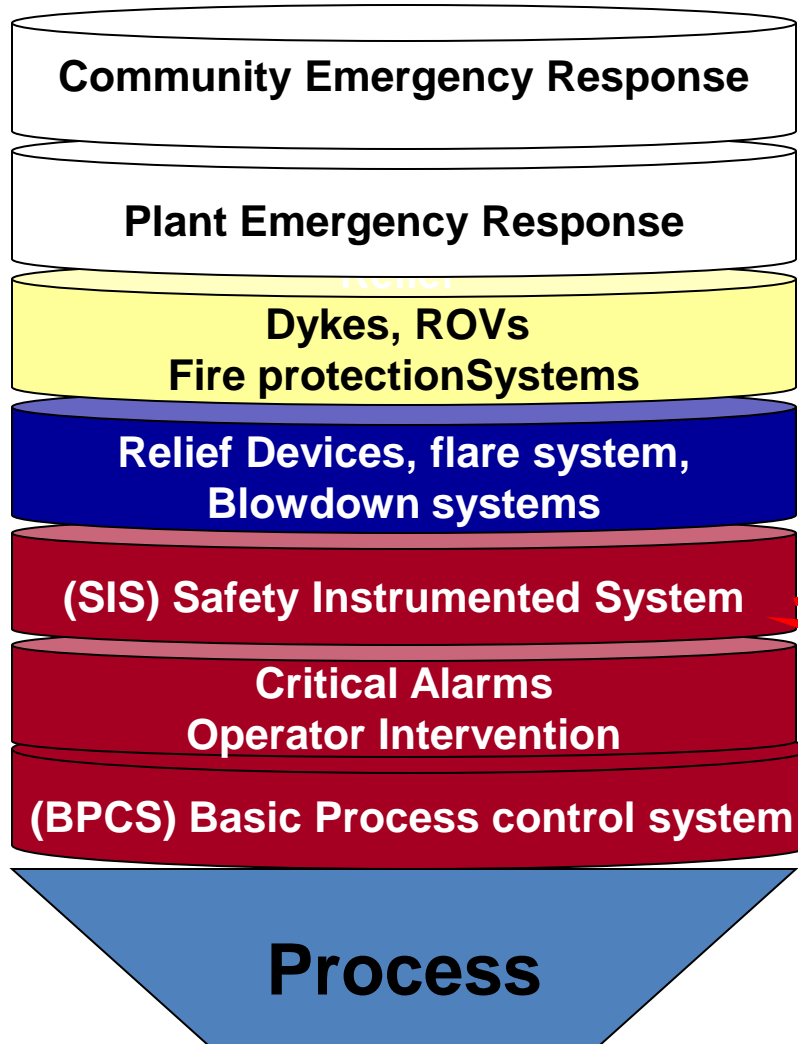 Community Emergency Response
Plant Emergency Response
Relief
Dykes, ROVs
Fire protectionSystems
Relief Devices, flare system,
Blowdown systems
(SIS) Safety Instrumented System
Critical Alarms
Operator Intervention
(BPCS) Basic Process control system
Process